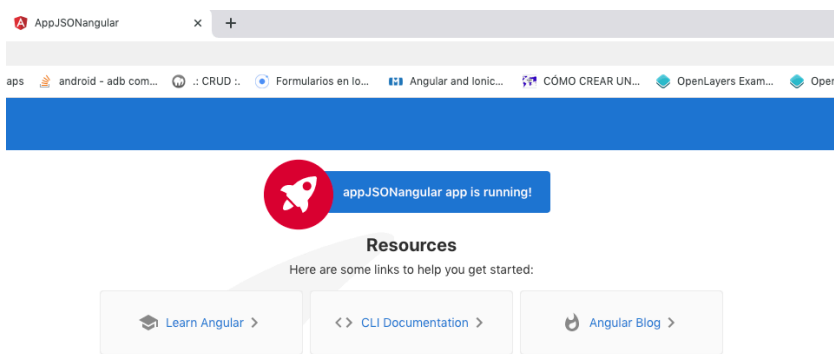 AppJSONangular
aps android - adb com... .: CRUD :. Formularios en Io... Angular and Ionic... CÓMO CREAR UN... OpenLayers Exam... Oper
appJSONangular app is running!
Resources
Here are some links to help you get started:
Learn Angular CLI Documentation Angular Blog